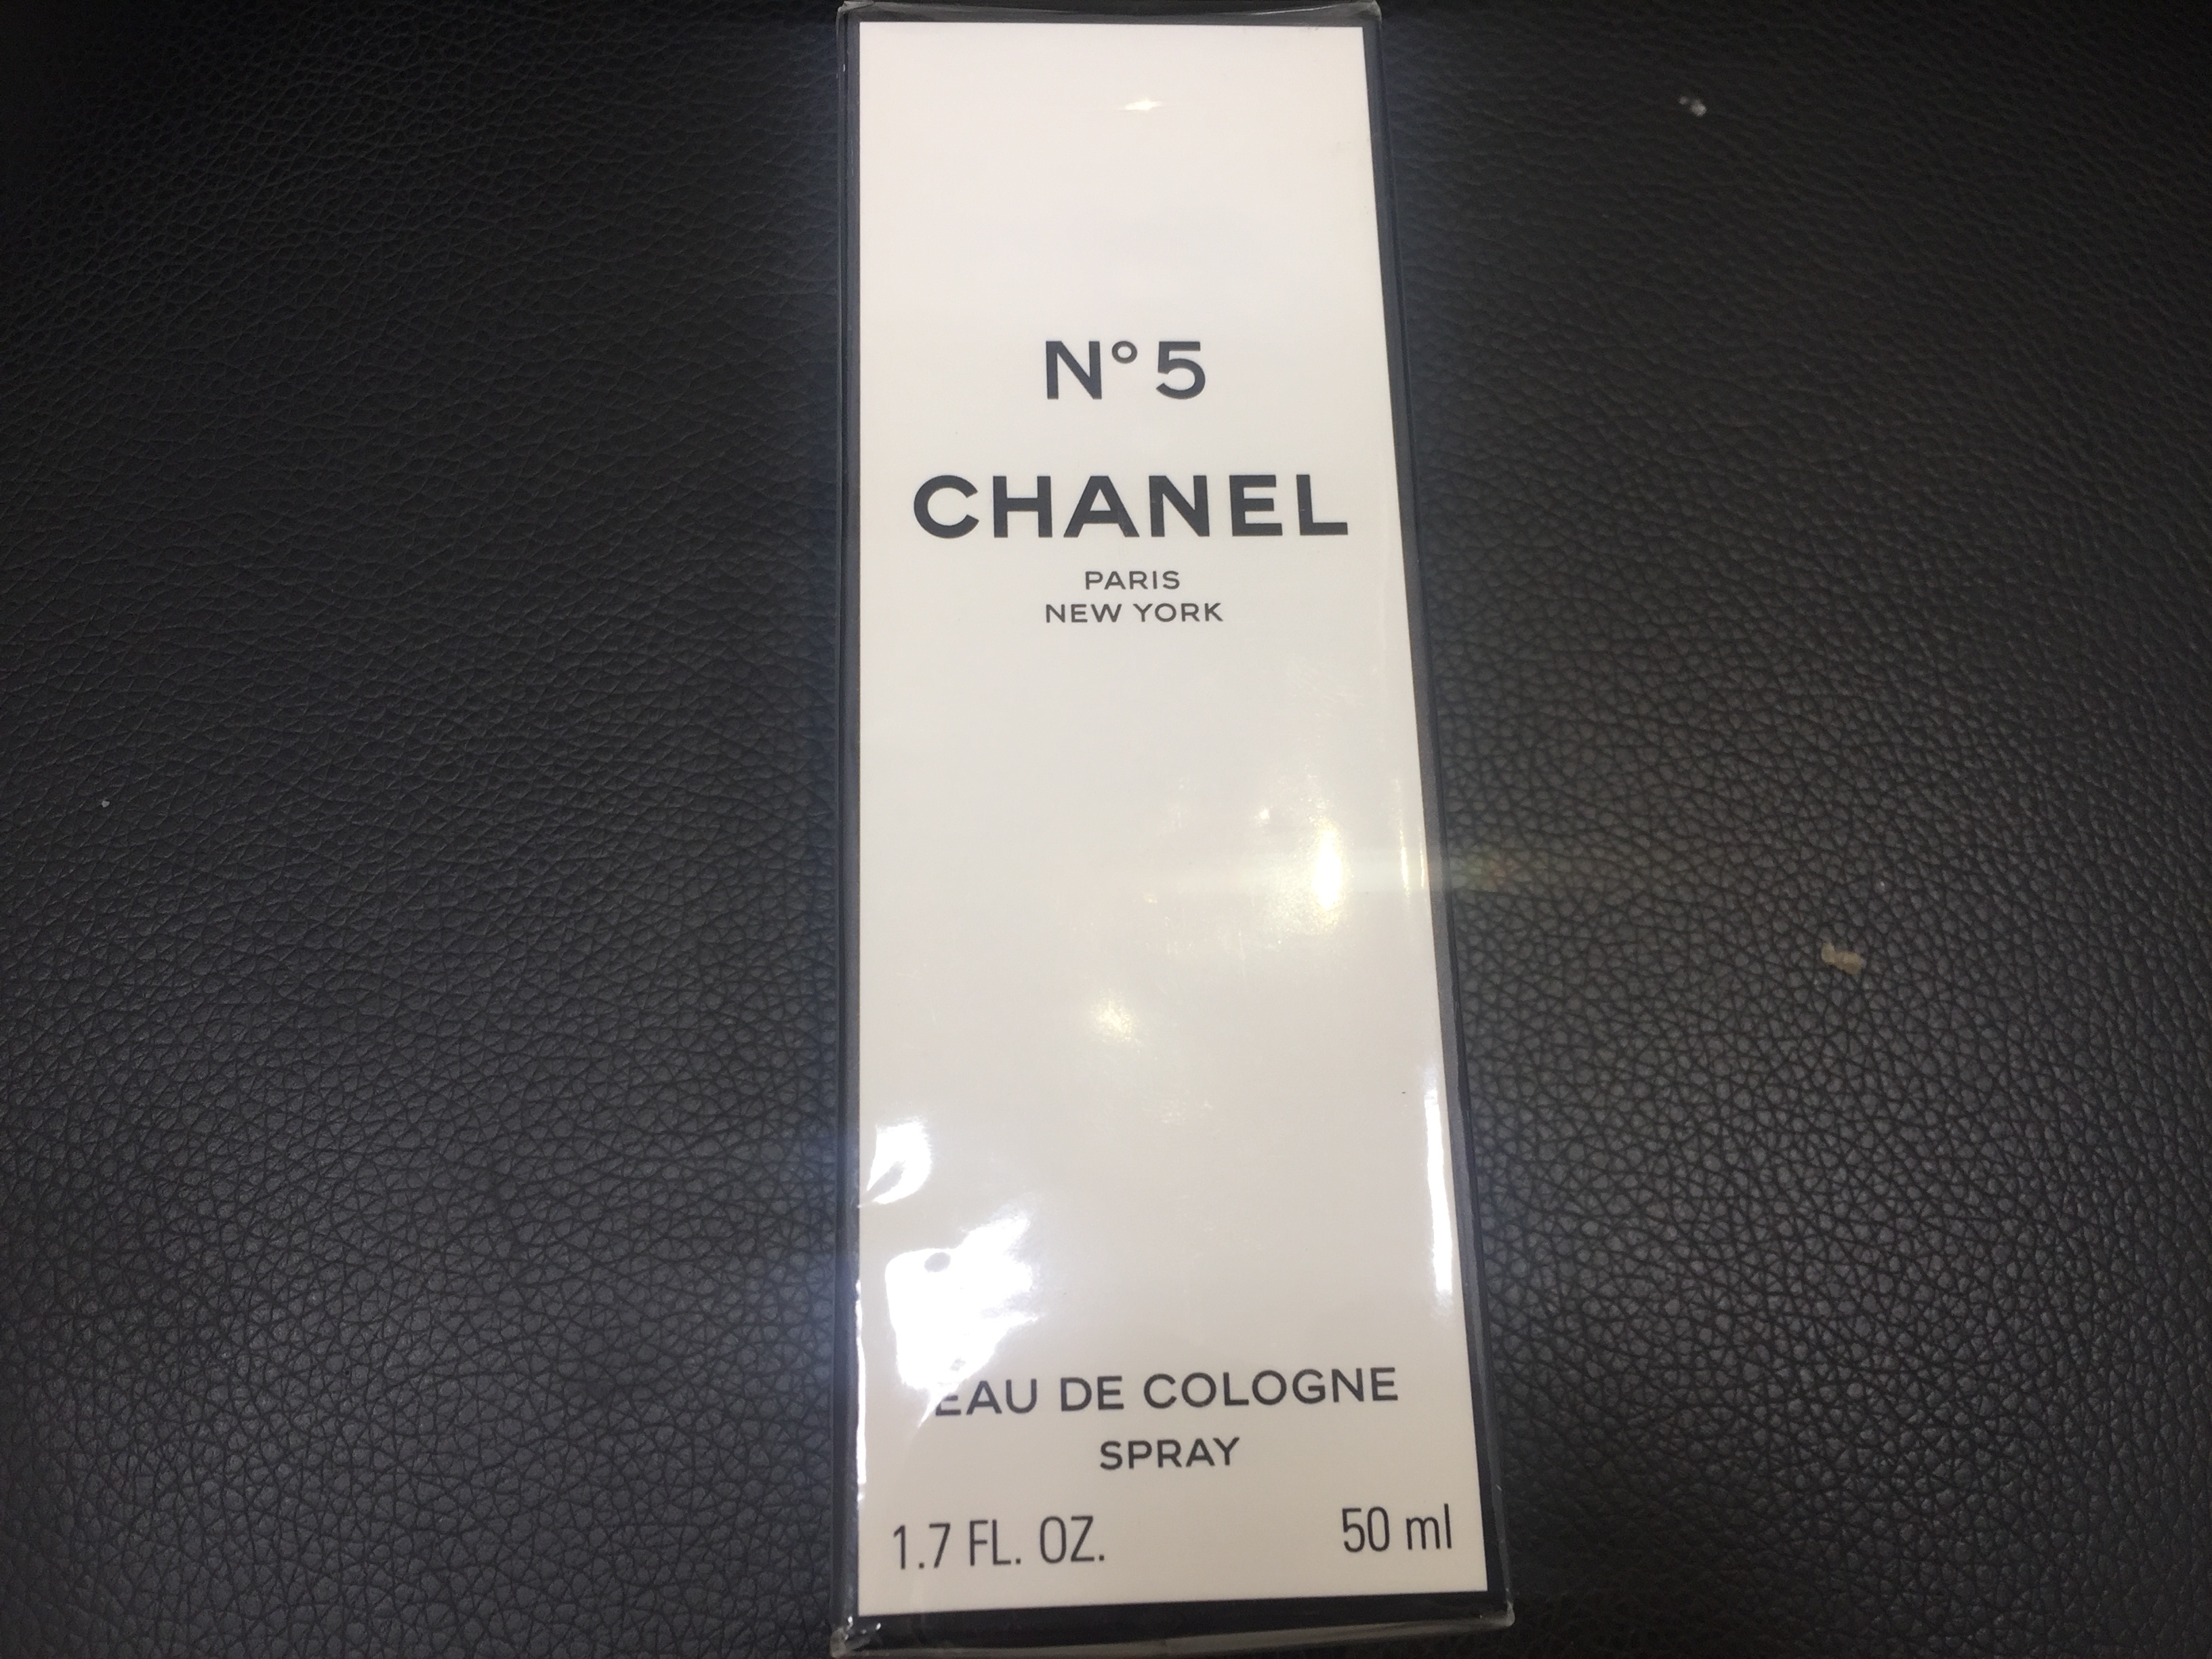 N°5
CHANEL
PARIS
NEW YORK
EAU DE COLOGNE
SPRAY
1.7 FL. OZ. 50 ml